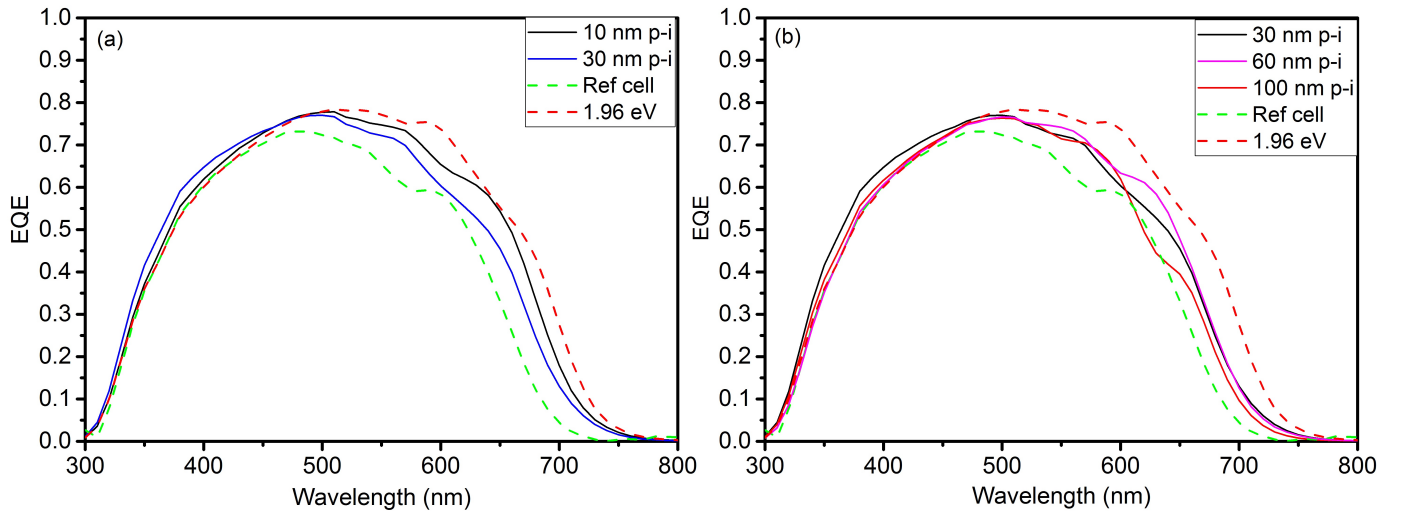 (a)
10 nm p-i
30 nm p-i
Ref cell
1.96 eV
1.0
0.9
0.8
0.7
0.6
0.5
0.4
0.3
0.2
0.1
0.0
EQE
300 400 500 600 700 800
Wavelength (nm)
(b)
30 nm p-i
60 nm p-i
100 nm p-i
Ref cell
1.96 eV
1.0
0.9
0.8
0.7
0.6
0.5
0.4
0.3
0.2
0.1
0.0
EQE
300 400 500 600 700 800
Wavelength (nm)